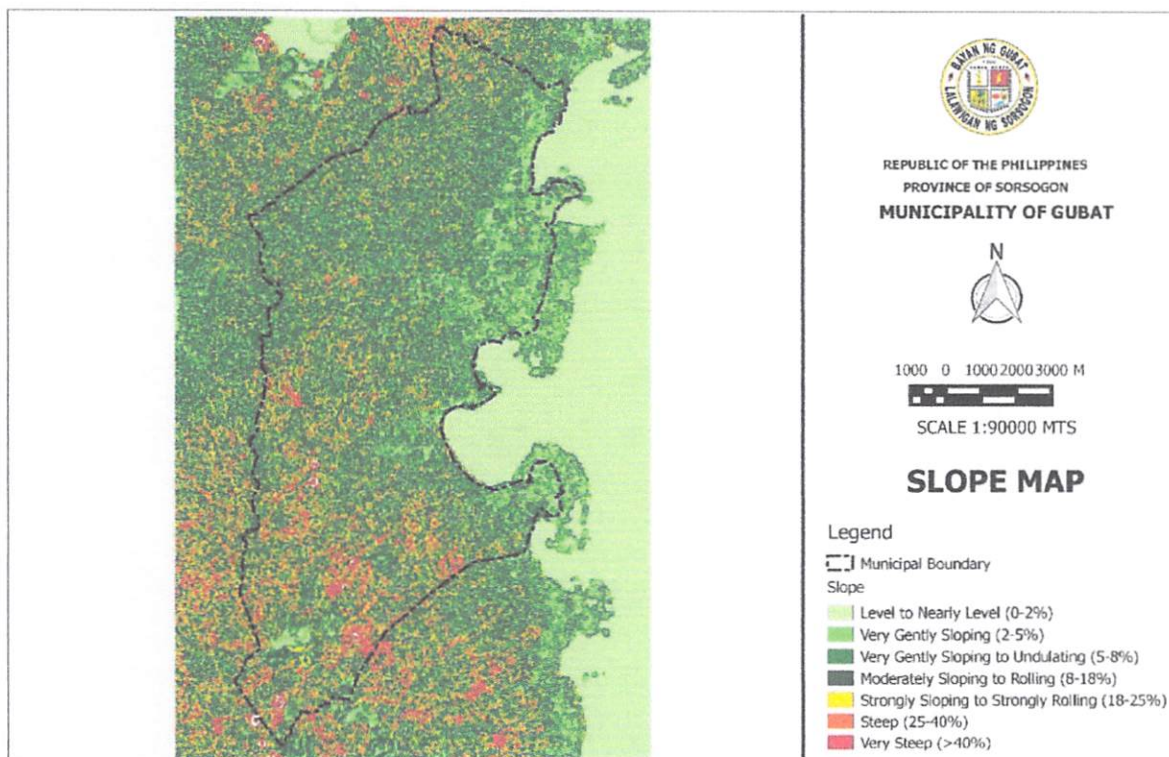 BAYAN NG GUBAT
LALAWIGAN NG SORSOGON
REPUBLIC OF THE PHILIPPINES
PROVINCE OF SORSOGON
MUNICIPALITY OF GUBAT
N
1000 0 1000 2000 3000 M
SCALE 1:90000 MTS
SLOPE MAP
Legend
Municipal Boundary
Slope
Level to Nearly Level (0-2%)
Very Gently Sloping (2-5%)
Very Gently Sloping to Undulating (5-8%)
Moderately Sloping to Rolling (8-18%)
Strongly Sloping to Strongly Rolling (18-25%)
Steep (25-40%)
Very Steep (>40%)